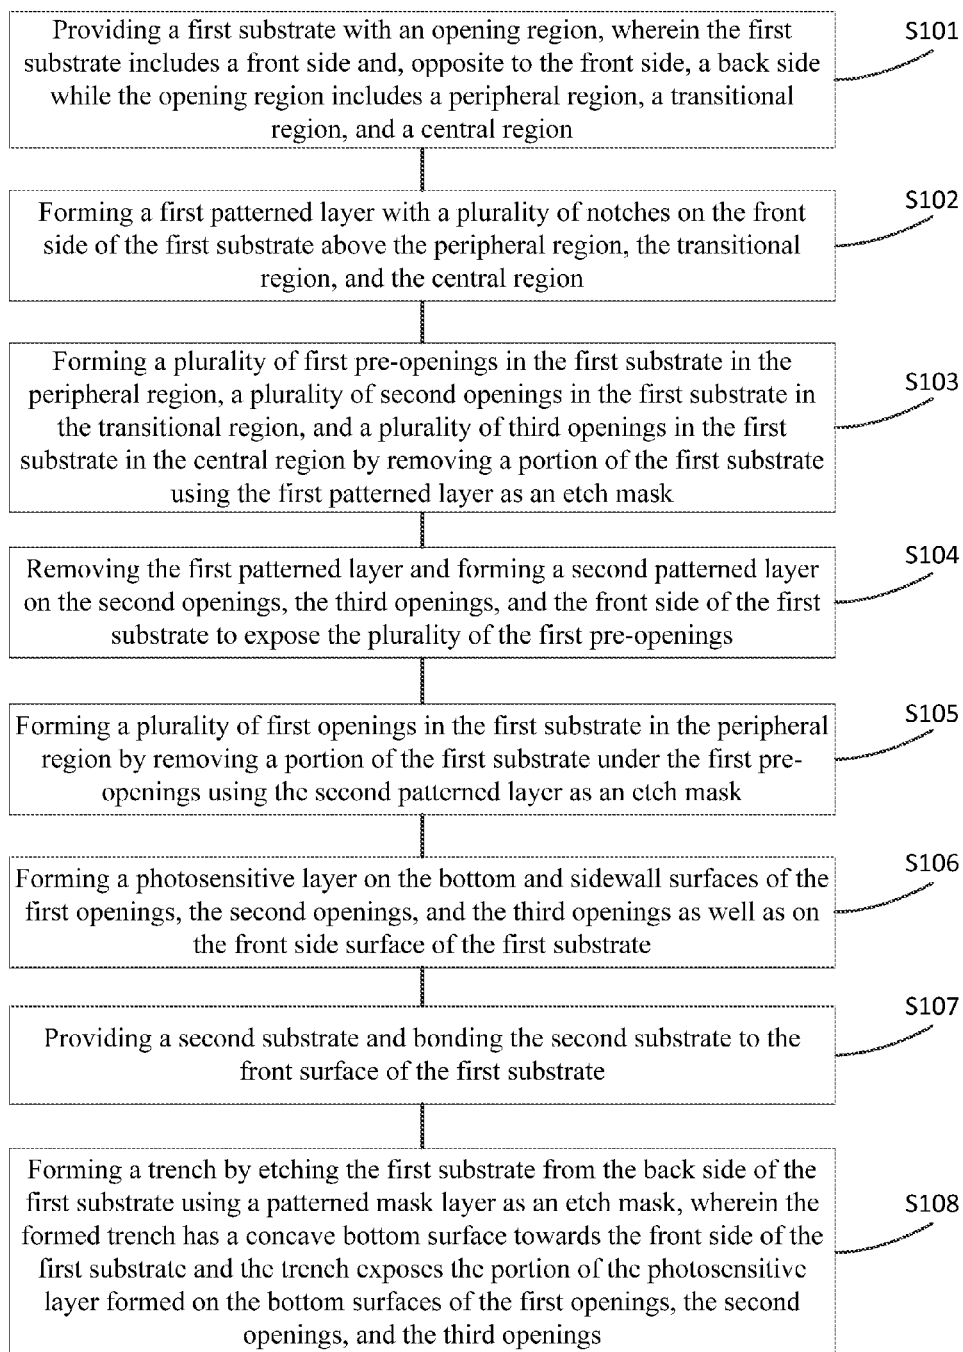 Providing a first substrate with an opening region, wherein the first
substrate includes a front side and, opposite to the front side, a back side
while the opening region includes a peripheral region, a transitional
region, and a central region
S101
Forming a first patterned layer with a plurality of notches on the front
side of the first substrate above the peripheral region, the transitional
region, and the central region
S102
Forming a plurality of first pre-openings in the first substrate in the
peripheral region, a plurality of second openings in the first substrate in
the transitional region, and a plurality of third openings in the first
substrate in the central region by removing a portion of the first substrate
using the first patterned layer as an etch mask
S103
Removing the first patterned layer and forming a second patterned layer
on the second openings, the third openings, and the front side of the first
substrate to expose the plurality of the first pre-openings
S104
Forming a plurality of first openings in the first substrate in the peripheral
region by removing a portion of the first substrate under the first pre-
openings using the second patterned layer as an etch mask
S105
Forming a photosensitive layer on the bottom and sidewall surfaces of the
first openings, the second openings, and the third openings as well as on
the front side surface of the first substrate
S106
Providing a second substrate and bonding the second substrate to the
front surface of the first substrate
S107
Forming a trench by etching the first substrate from the back side of the
first substrate using a patterned mask layer as an etch mask, wherein the
formed trench has a concave bottom surface towards the front side of the
first substrate and the trench exposes the portion of the photosensitive
layer formed on the bottom surfaces of the first openings, the second
openings, and the third openings
S108